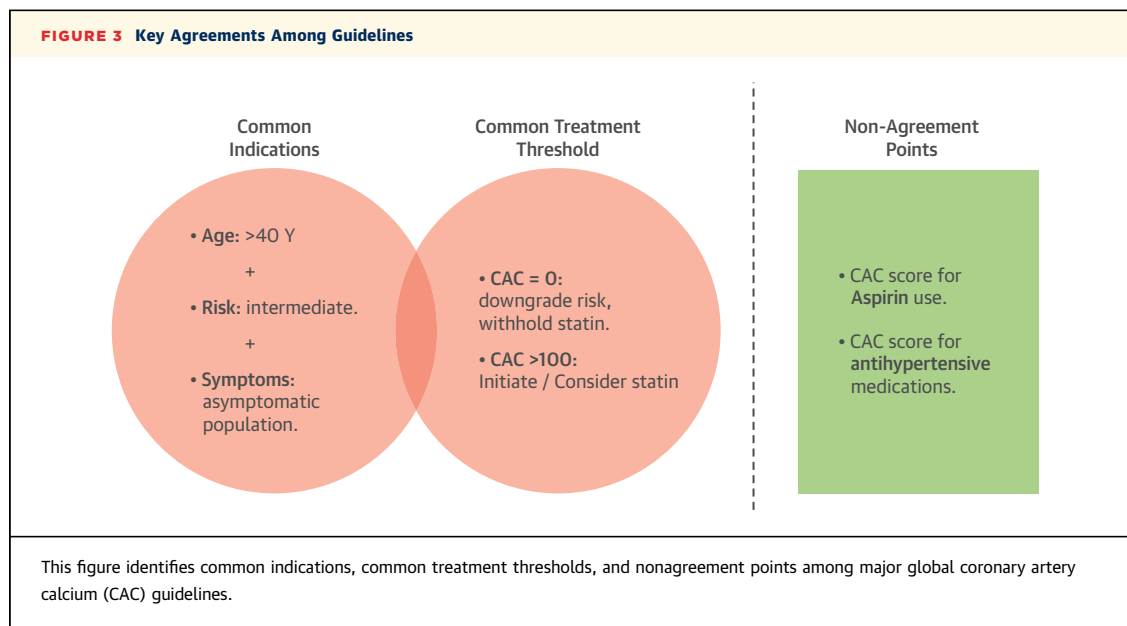 FIGURE 3 Key Agreements Among Guidelines
Common
Indications
• Age: >40 Y
+
• Risk: intermediate.
+
• Symptoms:
asymptomatic
population.
Common Treatment
Threshold
• CAC = 0:
downgrade risk,
withhold statin.
• CAC >100:
Initiate / Consider statin
Non-Agreement
Points
• CAC score for
Aspirin use.
• CAC score for
antihypertensive
medications.
This figure identifies common indications, common treatment thresholds, and nonagreement points among major global coronary artery
calcium (CAC) guidelines.